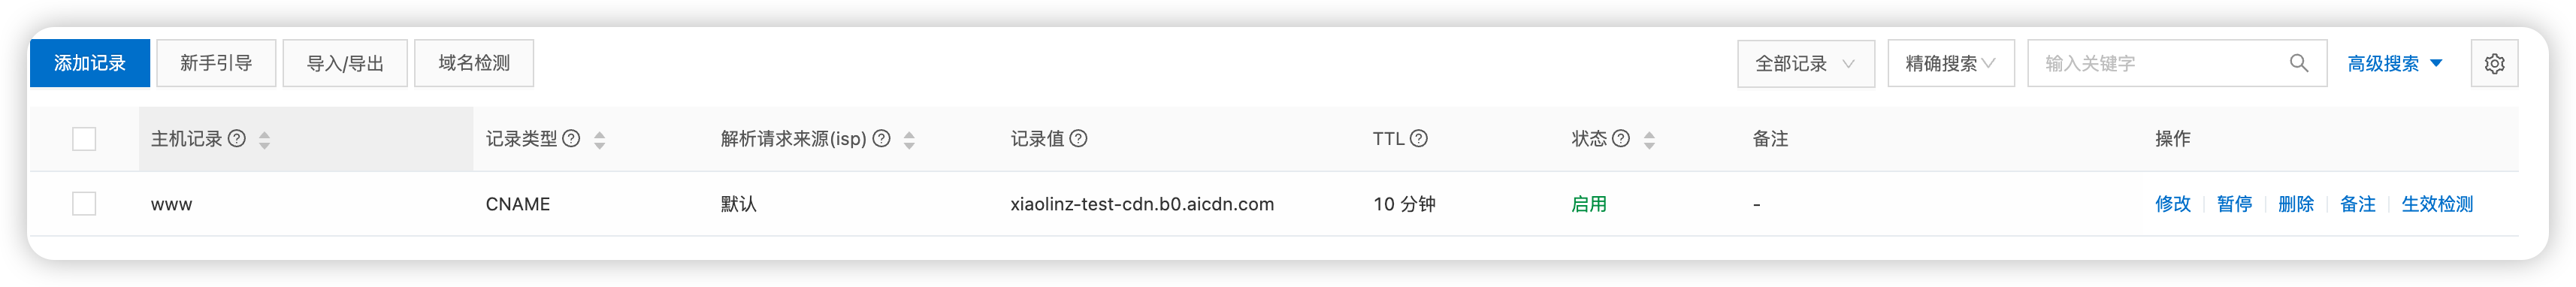 添加记录 新手引导 导入/导出 域名检测 全部记录 精确搜索 输入关键字 高级搜索
主机记录 记录类型 解析请求来源(isp) 记录值 TTL 状态 备注 操作
www CNAME 默认 xiaolinz-test-cdn.b0.aicdn.com 10 分钟 启用 - 修改 暂停 删除 备注 生效检测